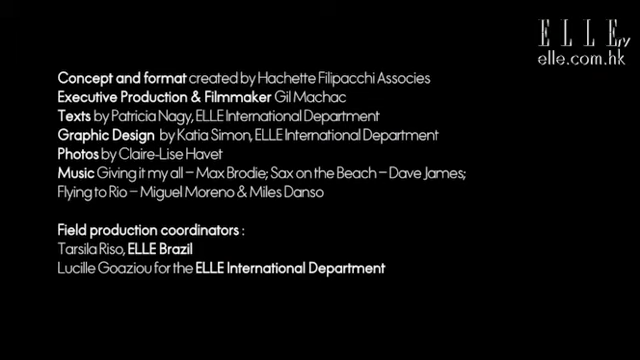 ELLE tv
elle.com.hk
Concept and format created by Hachette Filipacchi Associes
Executive Production & Filmmaker Gil Machac
Texts by Patricia Nagy, ELLE International Department
Graphic Design by Katia Simon, ELLE International Department
Photos by Claire-Lise Havet
Music Giving it my all – Max Brodie; Sax on the Beach – Dave James;
Flying to Rio – Miguel Moreno & Miles Danso
Field production coordinators :
Tarsila Riso, ELLE Brazil
Lucille Goaziou for the ELLE International Department